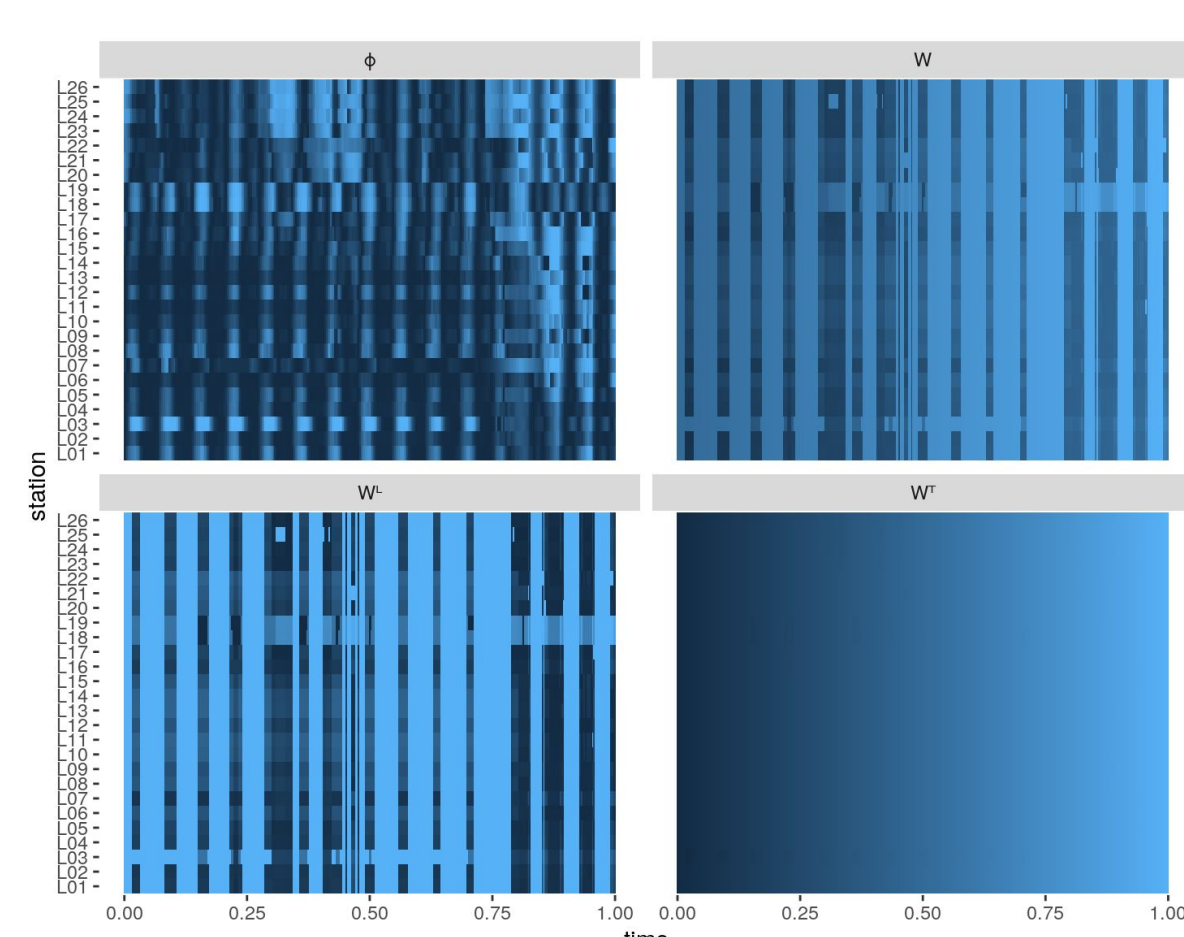 ϕ
W
L26
L25
L24
L23
L22
L21
L20
L19
L18
L17
L16
L15
L14
L13
L12
L11
L10
L09
L08
L07
L06
L05
L04
L03
L02
L01
station
Wᴸ
Wᵀ
L26
L25
L24
L23
L22
L21
L20
L19
L18
L17
L16
L15
L14
L13
L12
L11
L10
L09
L08
L07
L06
L05
L04
L03
L02
L01
0.00 0.25 0.50 0.75 1.00
0.00 0.25 0.50 0.75 1.00
time